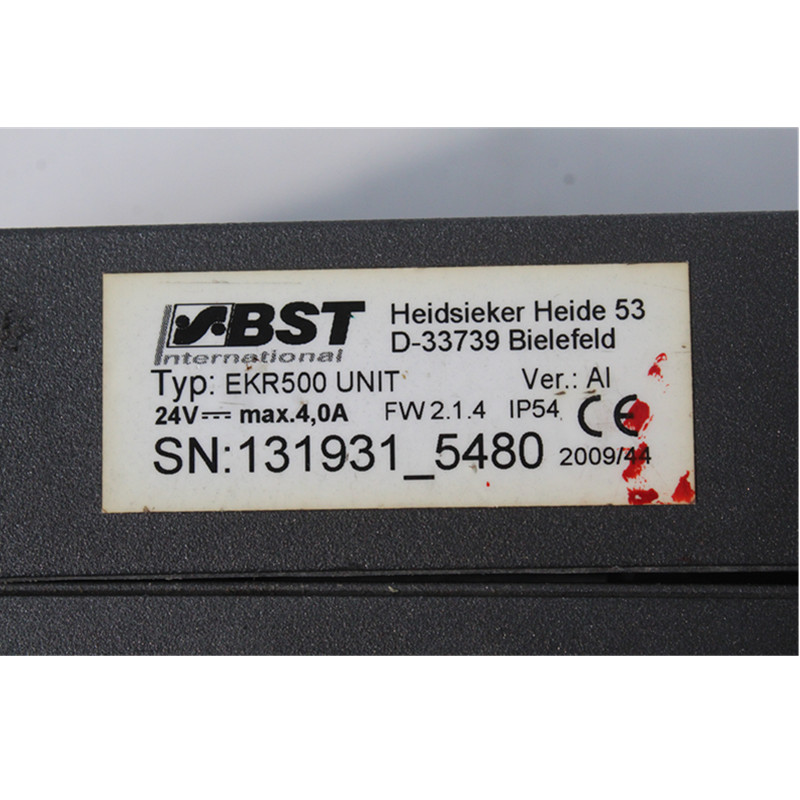 BST
International
Heidsieker Heide 53
D-33739 Bielefeld
Typ: EKR500 UNIT Ver.: AI
24V⎓ max.4,0A FW 2.1.4 IP54 CE
SN:131931_5480 2009/44